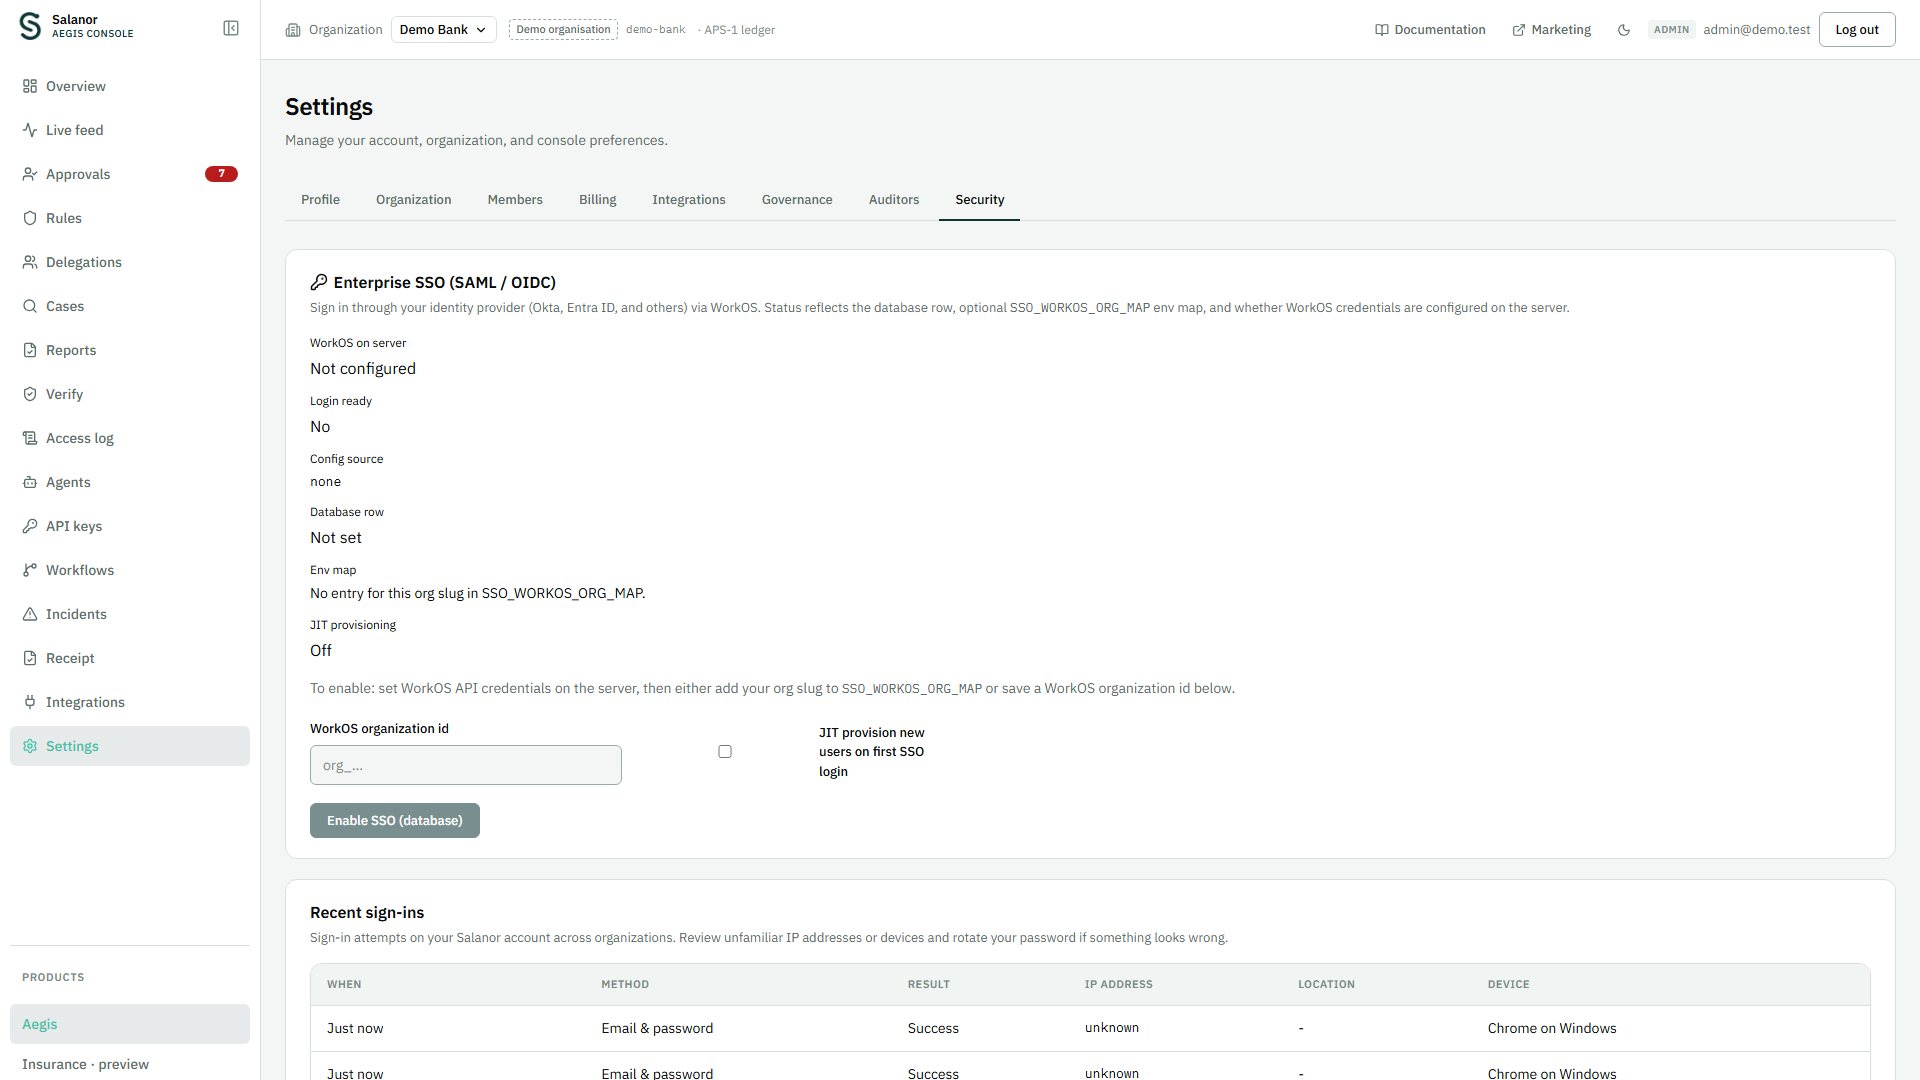 Salanor
AEGIS CONSOLE
Overview
Live feed
Approvals
7
Rules
Delegations
Cases
Reports
Verify
Access log
Agents
API keys
Workflows
Incidents
Receipt
Integrations
Settings
PRODUCTS
Aegis
Insurance · preview
Organization
Demo Bank
Demo organisation
demo-bank
· APS-1 ledger
Documentation
Marketing
ADMIN
admin@demo.test
Log out
Settings
Manage your account, organization, and console preferences.
Profile
Organization
Members
Billing
Integrations
Governance
Auditors
Security
Enterprise SSO (SAML / OIDC)
Sign in through your identity provider (Okta, Entra ID, and others) via WorkOS. Status reflects the database row, optional SSO_WORKOS_ORG_MAP env map, and whether WorkOS credentials are configured on the server.
WorkOS on server
Not configured
Login ready
No
Config source
none
Database row
Not set
Env map
No entry for this org slug in SSO_WORKOS_ORG_MAP.
JIT provisioning
Off
To enable: set WorkOS API credentials on the server, then either add your org slug to SSO_WORKOS_ORG_MAP or save a WorkOS organization id below.
WorkOS organization id
org_...
JIT provision new
users on first SSO
login
Enable SSO (database)
Recent sign-ins
Sign-in attempts on your Salanor account across organizations. Review unfamiliar IP addresses or devices and rotate your password if something looks wrong.
WHEN METHOD RESULT IP ADDRESS LOCATION DEVICE
Just now Email & password Success unknown - Chrome on Windows
Just now Email & password Success unknown - Chrome on Windows